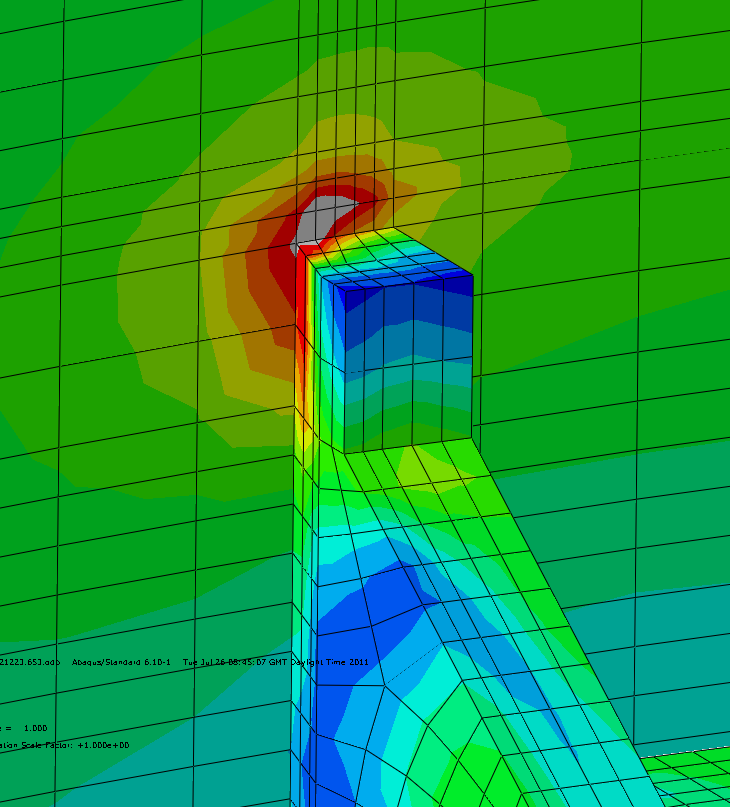 21223.653.odb Abaqus/Standard 6.10-1 Tue Jul 26 08:45:07 GMT Daylight Time 2011
e = 1.000
ation Scale Factor: +1.000e+00